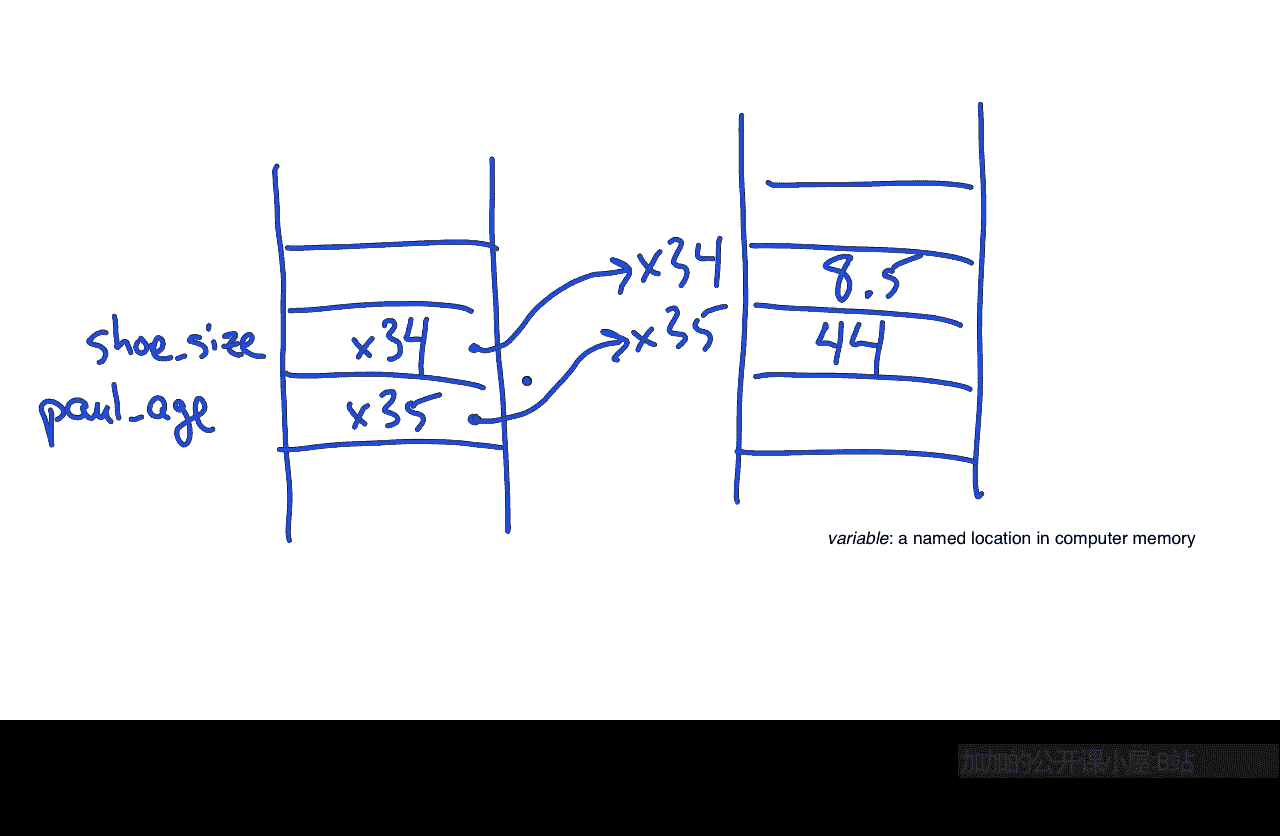 shoe_size
x34
paul_age
x35
x34
8.5
x35
44
variable: a named location in computer memory
加加的公开课小屋 B站